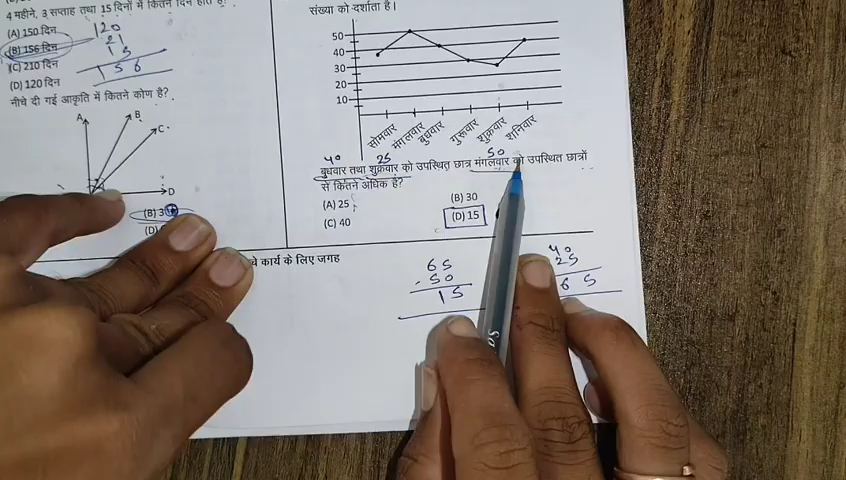 4 महीने, 3 सप्ताह तथा 15 दिनों में कितने दिन होते हैं?
(A) 150 दिन
(B) 156 दिन
(C) 210 दिन
(D) 120 दिन
120
21
15
156
नीचे दी गई आकृति में कितने कोण है?
A
B
C
D
(B) 3
(D)
संख्या को दर्शाता है।
50
40
30
20
10
सोमवार
मंगलवार
बुधवार
गुरूवार
शुक्रवार
शनिवार
40 25 50
बुधवार तथा शुक्रवार को उपस्थित छात्र मंगलवार को उपस्थित छात्रों
से कितने अधिक है?
(A) 25
(B) 30
(C) 40
(D) 15
के लिए जगह
65
- 50
15
40
25
65